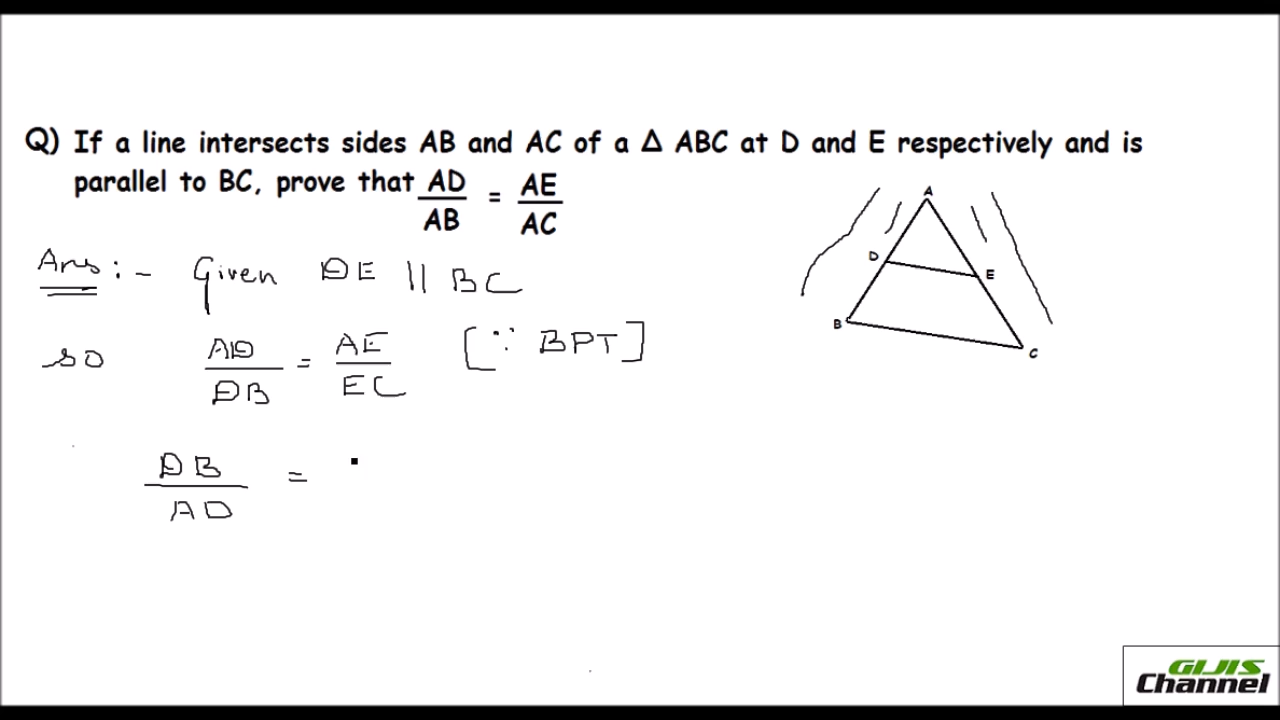 Q) If a line intersects sides AB and AC of a Δ ABC at D and E respectively and is
parallel to BC, prove that AD/AB = AE/AC
Ans :- Given DE || BC
so AD/DB = AE/EC [∵ BPT]
DB/AD =
A
D
E
B
C
GIJIS
Channel